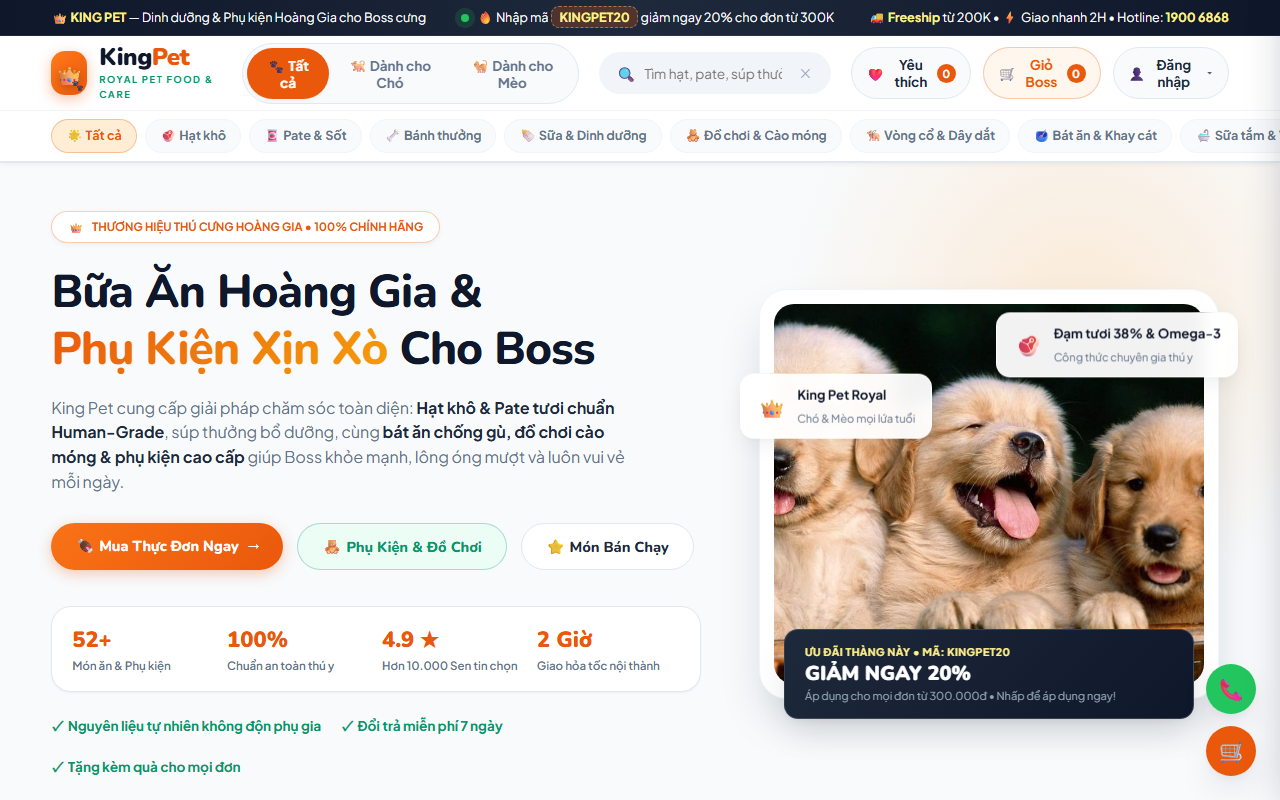 KING PET — Dinh dưỡng & Phụ kiện Hoàng Gia cho Boss cưng
Nhập mã KINGPET20 giảm ngay 20% cho đơn từ 300K
Freeship từ 200K • Giao nhanh 2H • Hotline: 1900 6868
KingPet
ROYAL PET FOOD &
CARE
Tất
cả
Dành cho
Chó
Dành cho
Mèo
Tìm hạt, pate, súp thưở
Yêu
thích
0
Giỏ
Boss
0
Đăng
nhập
Tất cả
Hạt khô
Pate & Sốt
Bánh thưởng
Sữa & Dinh dưỡng
Đồ chơi & Cào móng
Vòng cổ & Dây dắt
Bát ăn & Khay cát
Sữa tắm &
THƯƠNG HIỆU THÚ CƯNG HOÀNG GIA • 100% CHÍNH HÃNG
Bữa Ăn Hoàng Gia &
Phụ Kiện Xịn Xò Cho Boss
King Pet cung cấp giải pháp chăm sóc toàn diện: Hạt khô & Pate tươi chuẩn
Human-Grade, súp thưởng bổ dưỡng, cùng bát ăn chống gù, đồ chơi cào
móng & phụ kiện cao cấp giúp Boss khỏe mạnh, lông óng mượt và luôn vui vẻ
mỗi ngày.
Mua Thực Đơn Ngay →
Phụ Kiện & Đồ Chơi
Món Bán Chạy
52+
Món ăn & Phụ kiện
100%
Chuẩn an toàn thú y
4.9 ★
Hơn 10.000 Sen tin chọn
2 Giờ
Giao hỏa tốc nội thành
✓ Nguyên liệu tự nhiên không độn phụ gia
✓ Đổi trả miễn phí 7 ngày
✓ Tặng kèm quà cho mọi đơn
Đạm tươi 38% & Omega-3
Công thức chuyên gia thú y
King Pet Royal
Chó & Mèo mọi lứa tuổi
ƯU ĐÃI THÁNG NÀY • MÃ: KINGPET20
GIẢM NGAY 20%
Áp dụng cho mọi đơn từ 300.000đ • Nhấp để áp dụng ngay!